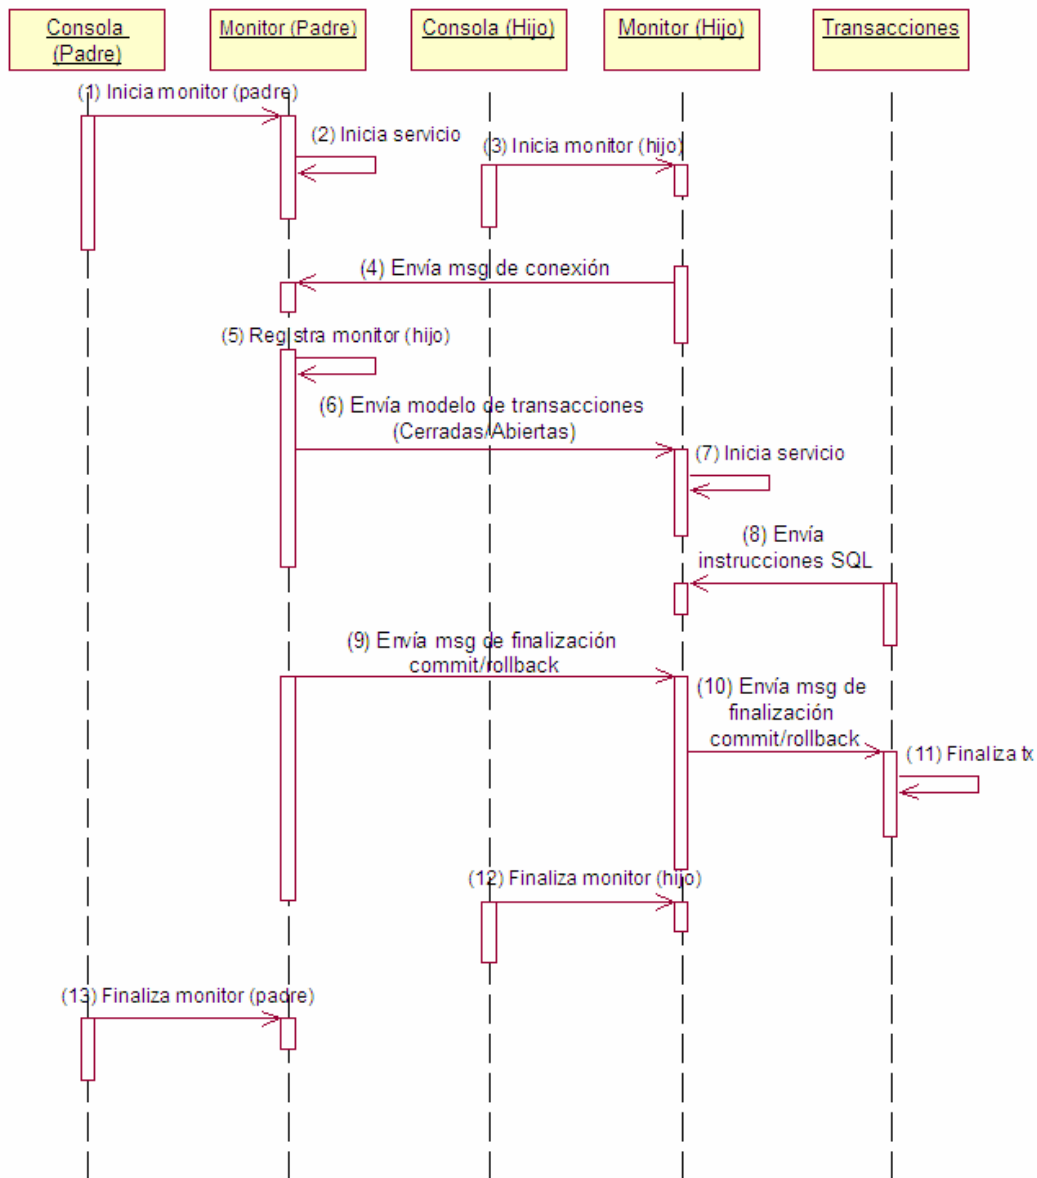 Consola
(Padre)
Monitor (Padre)
Consola (Hijo)
Monitor (Hijo)
Transacciones
(1) Inicia monitor (padre)
(2) Inicia servicio
(3) Inicia monitor (hijo)
(4) Envía msg de conexión
(5) Registra monitor (hijo)
(6) Envía modelo de transacciones
(Cerradas/Abiertas)
(7) Inicia servicio
(8) Envía
instrucciones SQL
(9) Envía msg de finalización
commit/rollback
(10) Envía msg de
finalización
commit/rollback
(11) Finaliza tx
(12) Finaliza monitor (hijo)
(13) Finaliza monitor (padre)